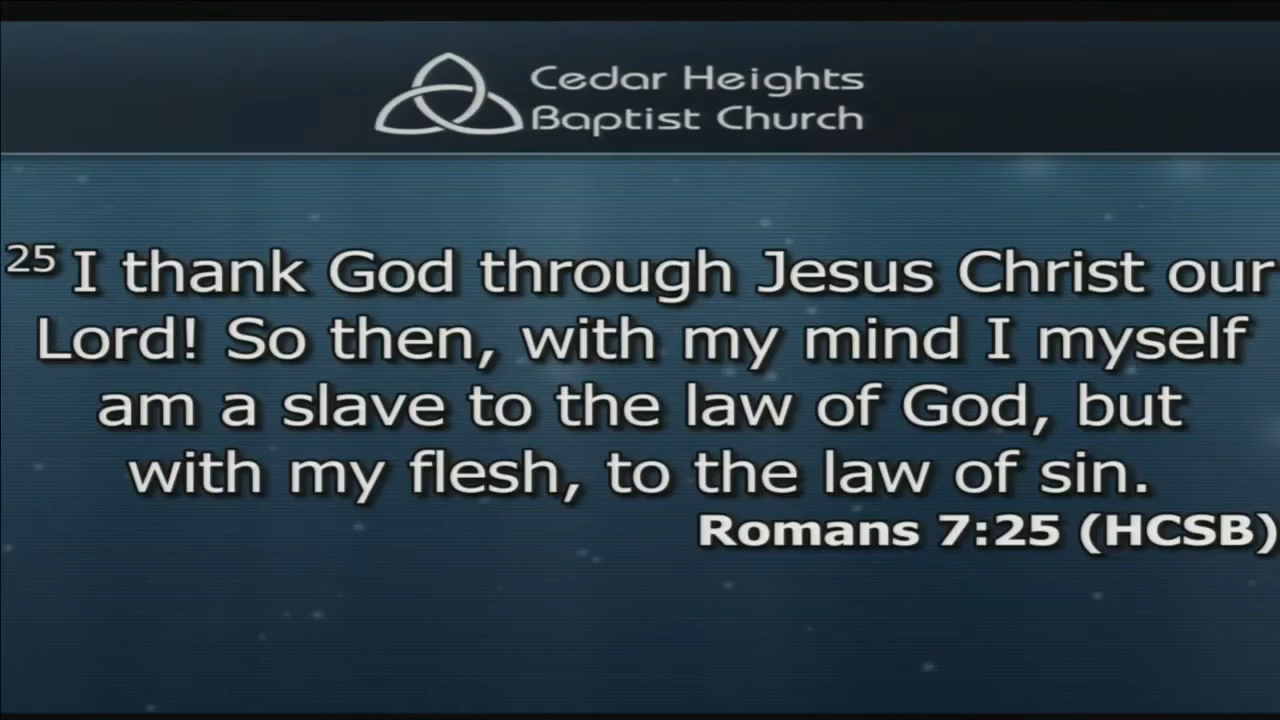 Cedar Heights
Baptist Church
25 I thank God through Jesus Christ our
Lord! So then, with my mind I myself
am a slave to the law of God, but
with my flesh, to the law of sin.
Romans 7:25 (HCSB)